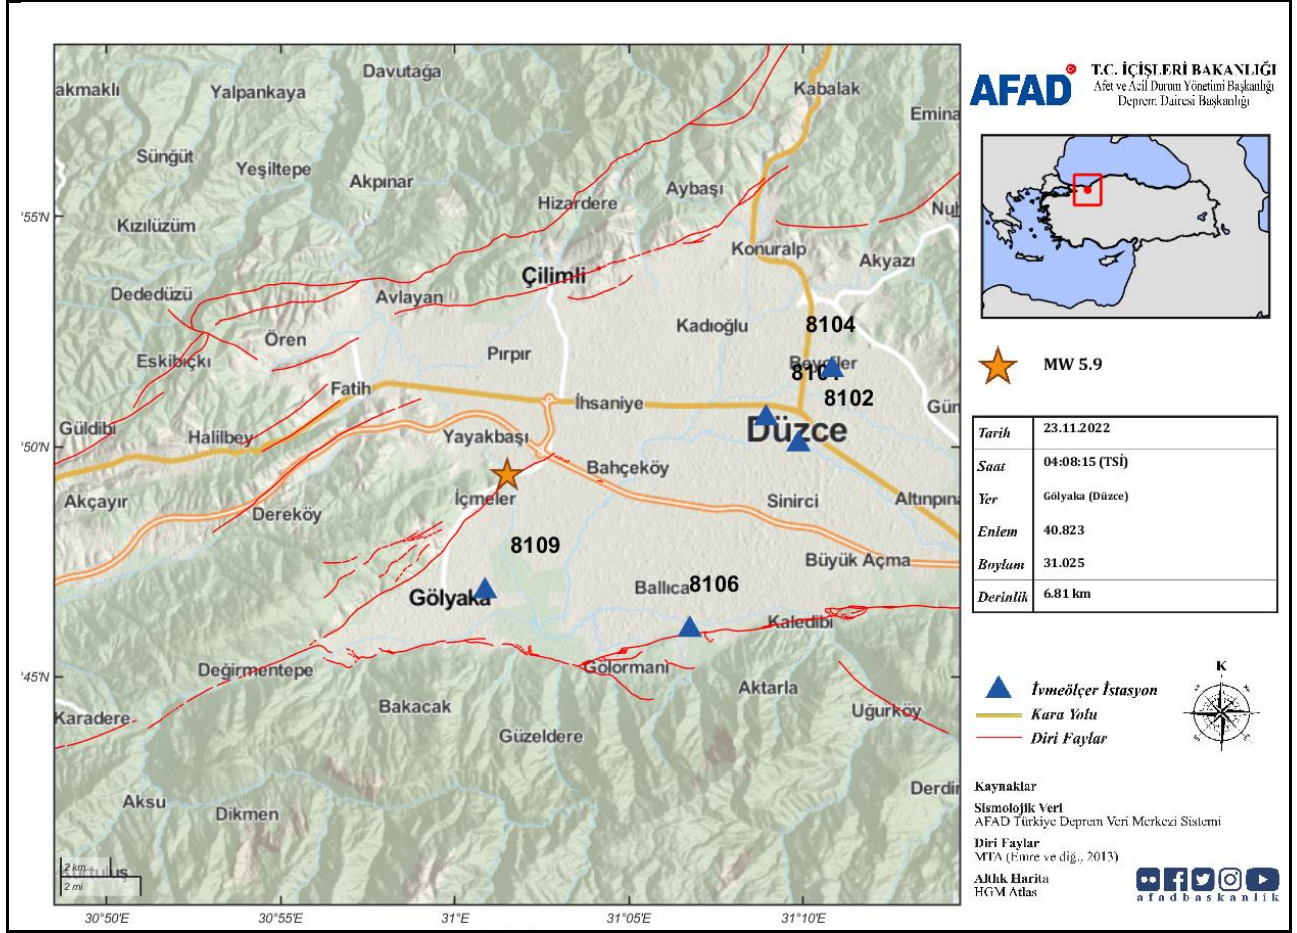 Davutağa
akmaklı
Yalpankaya
Kabalak
Emina
Süngüt
Yeşiltepe
Akpınar
Aybaşı
Hizardere
Nuh
'55'N
Kızılüzüm
Konuralp
Akyazı
Çilimli
Dededüzü
Avlayan
Kadıoğlu
8104
Ören
Pırpır
Eskibıçkı
8102
Fatih
İhsaniye
Gün
Güldibi
Halilbey
Yayakbaşı
Düzce
'50'N
Bahçeköy
Akçayır
İçmeler
Sinirci
Altınpına
Dereköy
8109
Büyük Açma
Gölyaka
Ballıca
8106
Kaledibi
'45'N
Değirmentepe
Gölormanı
Aktarla
Karadere
Bakacak
Uğurköy
Güzeldere
Aksu
Dikmen
Derdin
2 km
2 mi
30°50'E
30°55'E
31°E
31°05'E
31°10'E
AFAD
T.C. İÇİŞLERİ BAKANLIĞI
Afet ve Acil Durum Yönetimi Başkanlığı
Deprem Dairesi Başkanlığı
MW 5.9
Tarih 23.11.2022
Saat 04:08:15 (TSİ)
Yer Gölyaka (Düzce)
Enlem 40.823
Boylam 31.025
Derinlik 6.81 km
K
İvmeölçer İstasyon
Kara Yolu
Diri Faylar
Kaynaklar
Sismolojik Veri
AFAD Türkiye Deprem Veri Merkezi Sistemi
Diri Faylar
MTA (Emre ve diğ., 2013)
Altlık Harita
HGM Atlas
afadbaskanlik